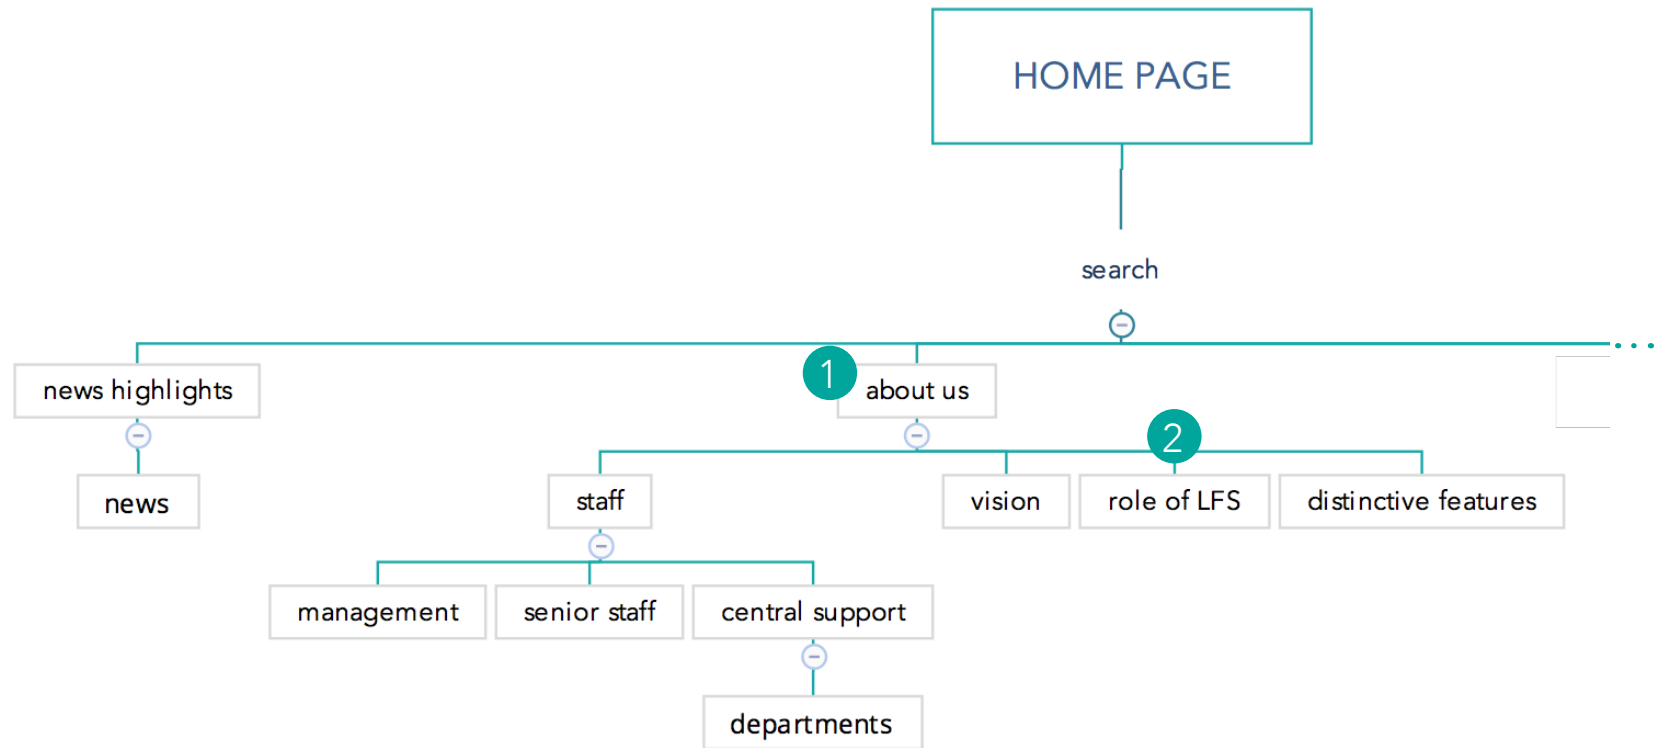 HOME PAGE
search
news highlights
1
about us
2
news
staff
vision
role of LFS
distinctive features
management
senior staff
central support
departments